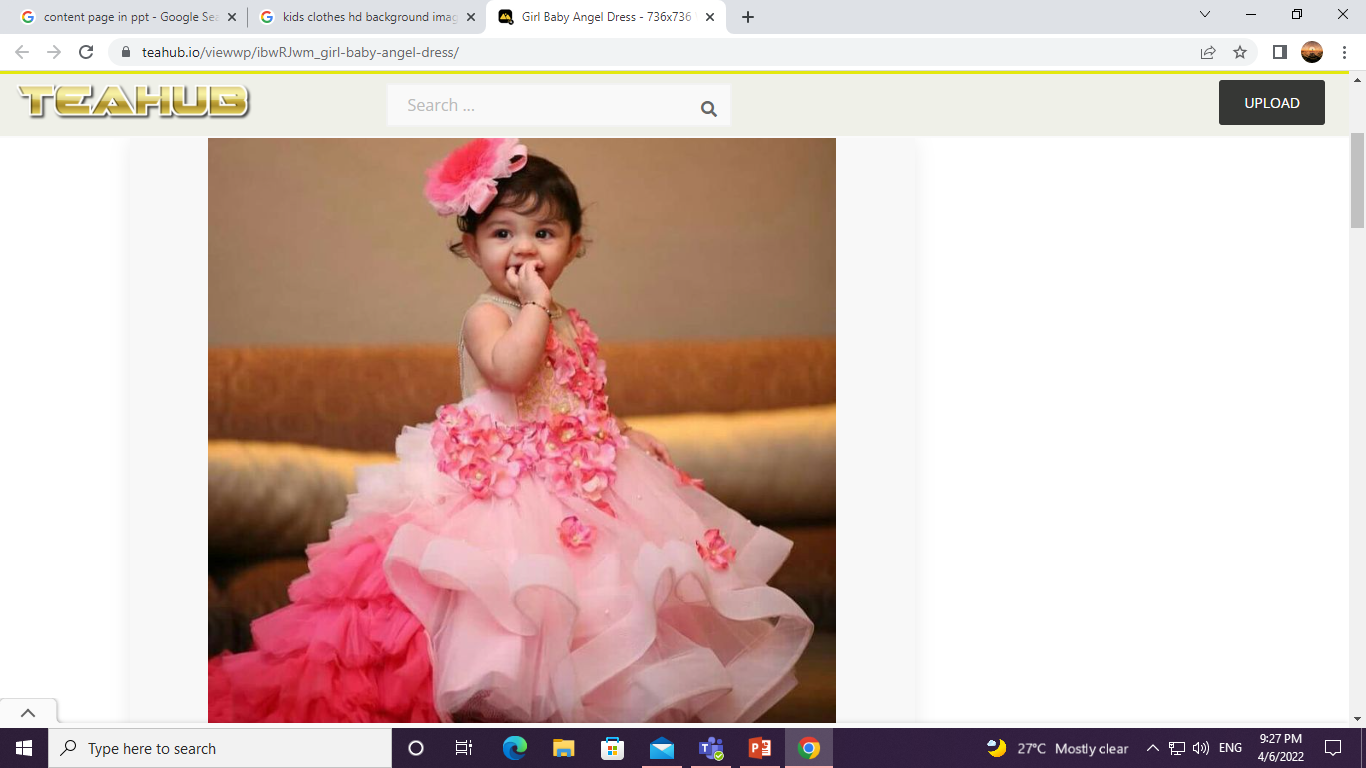 content page in ppt - Google Sea
kids clothes hd background imag
Girl Baby Angel Dress - 736x736
teahub.io/viewwp/ibwRJwm_girl-baby-angel-dress/
TEAHUB
Search ...
UPLOAD
Type here to search
27°C Mostly clear
ENG
9:27 PM
4/6/2022